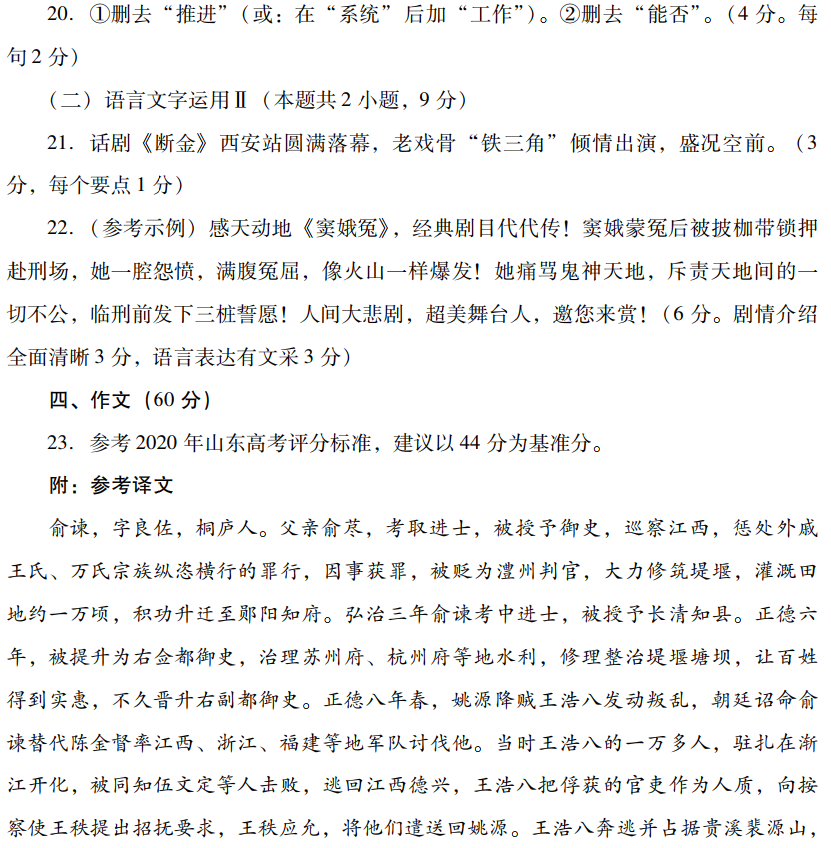 20. ①删去“推进”（或：在“系统”后加“工作”）。②删去“能否”。（4 分。每
句 2 分）
（二）语言文字运用Ⅱ（本题共 2 小题，9 分）
21. 话剧《断金》西安站圆满落幕，老戏骨“铁三角”倾情出演，盛况空前。（3
分，每个要点 1 分）
22.（参考示例）感天动地《窦娥冤》，经典剧目代代传！窦娥蒙冤后被披枷带锁押
赴刑场，她一腔怨愤，满腹冤屈，像火山一样爆发！她痛骂鬼神天地，斥责天地间的一
切不公，临刑前发下三桩誓愿！人间大悲剧，超美舞台人，邀您来赏！（6 分。剧情介绍
全面清晰 3 分，语言表达有文采 3 分）
四、作文（60 分）
23. 参考 2020 年山东高考评分标准，建议以 44 分为基准分。
附：参考译文
俞谏，字良佐，桐庐人。父亲俞荩，考取进士，被授予御史，巡察江西，惩处外戚
王氏、万氏宗族纵恣横行的罪行，因事获罪，被贬为澧州判官，大力修筑堤堰，灌溉田
地约一万顷，积功升迁至郧阳知府。弘治三年俞谏考中进士，被授予长清知县。正德六
年，被提升为右佥都御史，治理苏州府、杭州府等地水利，修理整治堤堰塘坝，让百姓
得到实惠，不久晋升右副都御史。正德八年春，姚源降贼王浩八发动叛乱，朝廷诏命俞
谏替代陈金督率江西、浙江、福建等地军队讨伐他。当时王浩八的一万多人，驻扎在浙
江开化，被同知伍文定等人击败，逃回江西德兴，王浩八把俘获的官吏作为人质，向按
察使王秩提出招抚要求，王秩应允，将他们遣送回姚源。王浩八奔逃并占据贵溪裴源山，